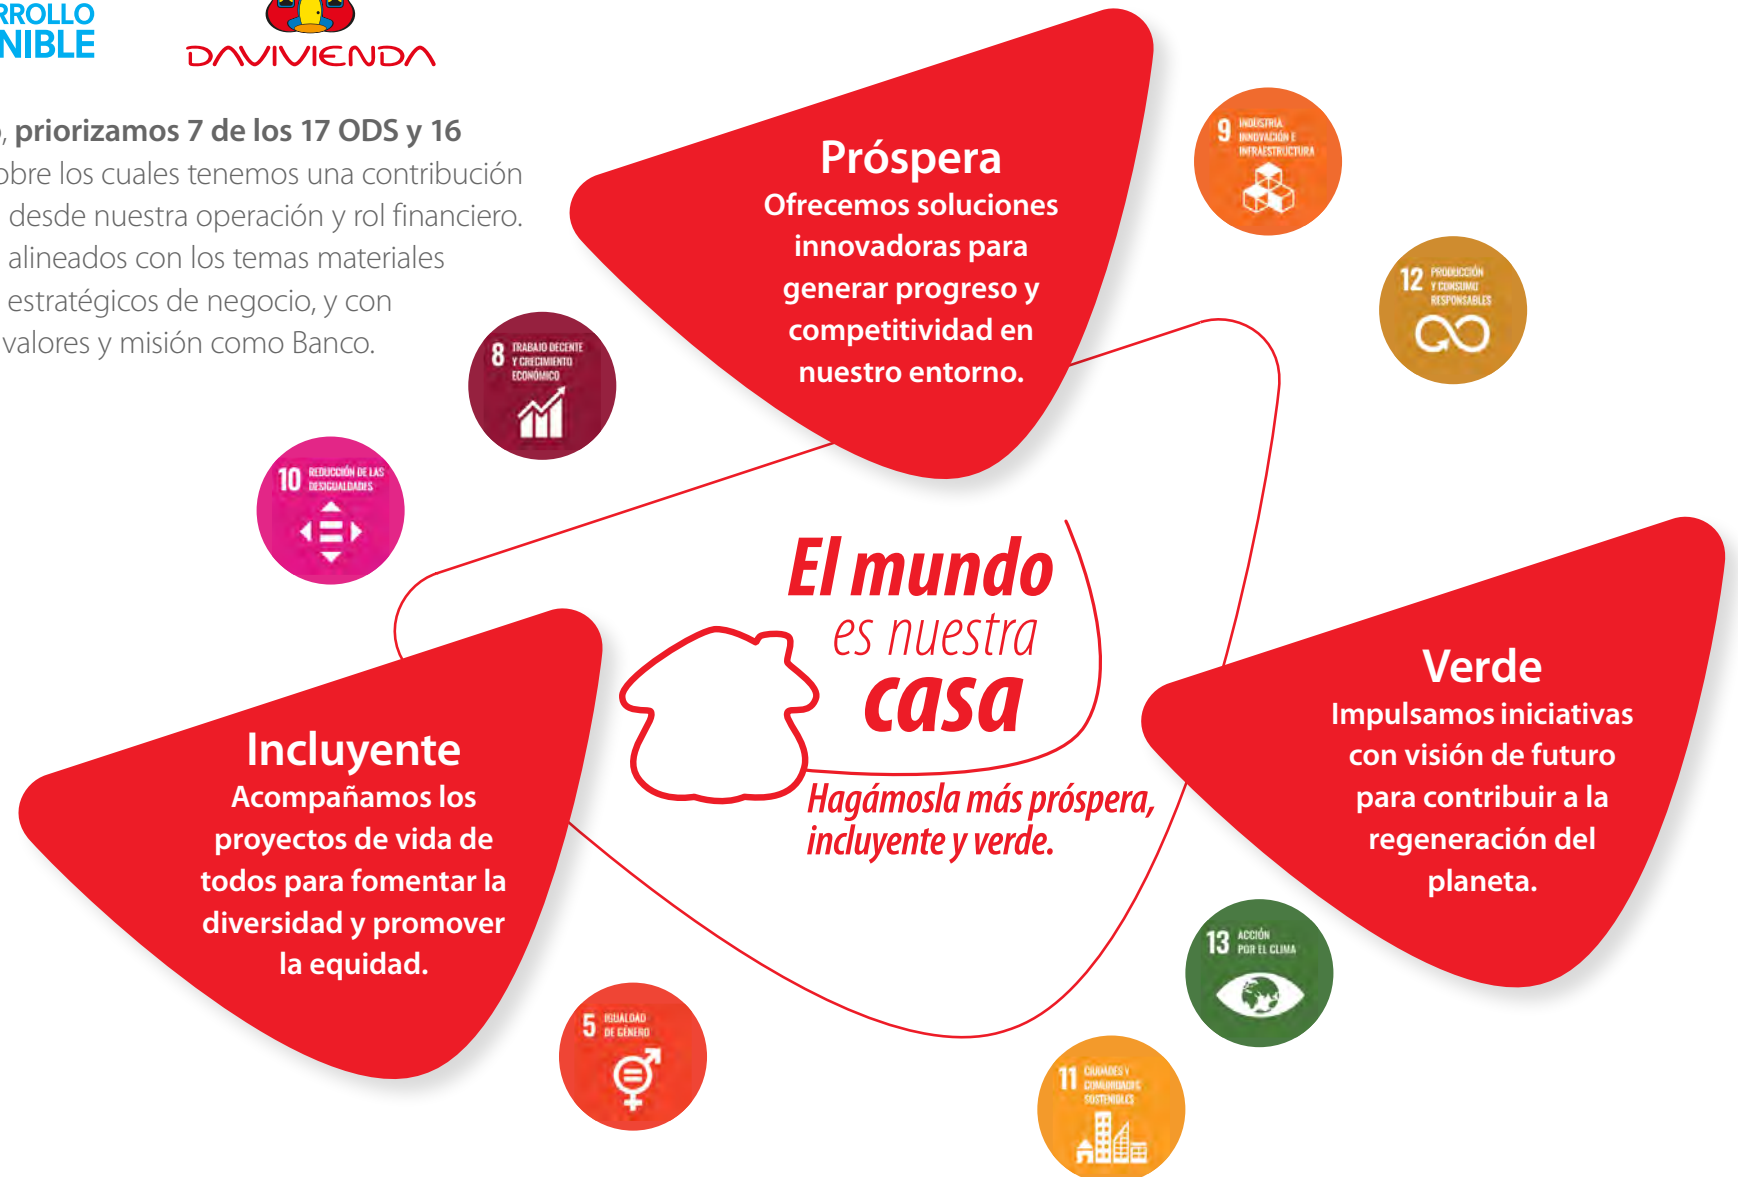 RROLLO
NIBLE
DAVIVIENDA
, priorizamos 7 de los 17 ODS y 16
obre los cuales tenemos una contribución
desde nuestra operación y rol financiero.
alineados con los temas materiales
estratégicos de negocio, y con
valores y misión como Banco.
Próspera
Ofrecemos soluciones
innovadoras para
generar progreso y
competitividad en
nuestro entorno.
9 INDUSTRIA,
INNOVACIÓN E
INFRAESTRUCTURA
12 PRODUCCIÓN
Y CONSUMO
RESPONSABLES
8 TRABAJO DECENTE
Y CRECIMIENTO
ECONÓMICO
10 REDUCCIÓN DE LAS
DESIGUALDADES
El mundo
es nuestra
casa
Hagámosla más próspera,
incluyente y verde.
Verde
Impulsamos iniciativas
con visión de futuro
para contribuir a la
regeneración del
planeta.
Incluyente
Acompañamos los
proyectos de vida de
todos para fomentar la
diversidad y promover
la equidad.
13 ACCIÓN
POR EL CLIMA
5 IGUALDAD
DE GÉNERO
11 CIUDADES Y
COMUNIDADES
SOSTENIBLES